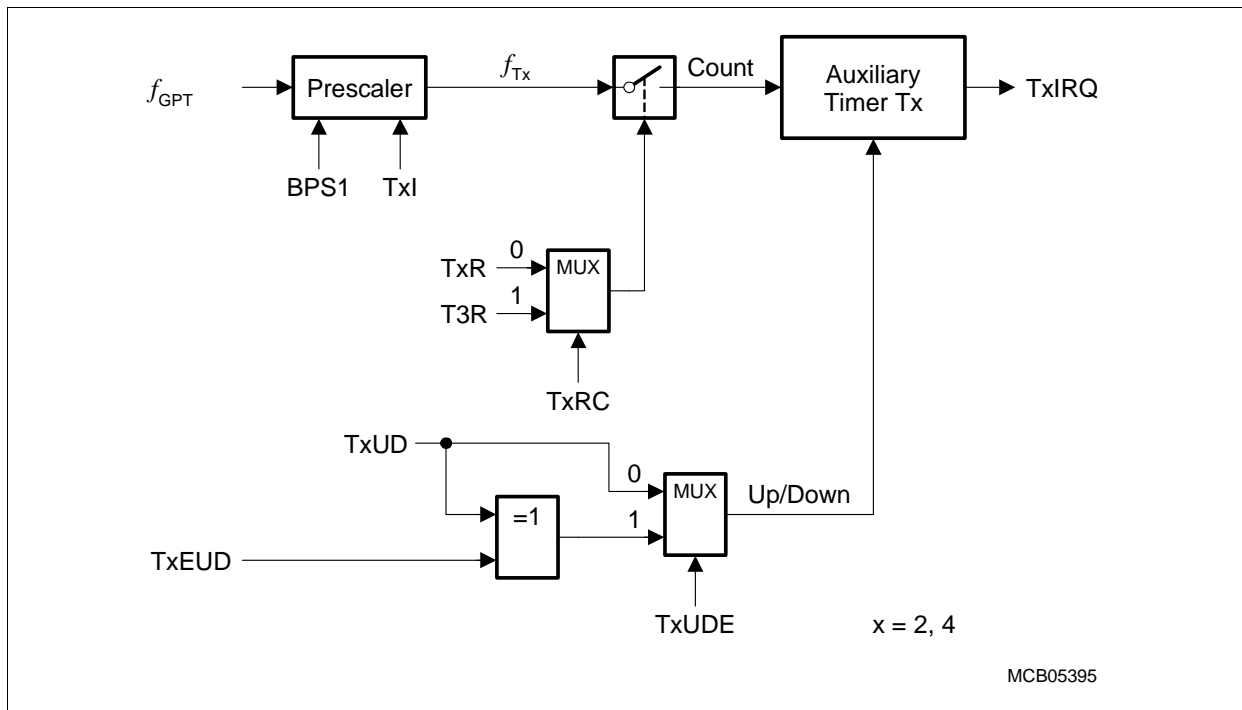 fGPT
Prescaler
fTx
Count
Auxiliary
Timer Tx
TxIRQ
BPS1
TxI
TxR
0
MUX
T3R
1
TxRC
TxUD
0
MUX
Up/Down
=1
1
TxEUD
TxUDE
x = 2, 4
MCB05395